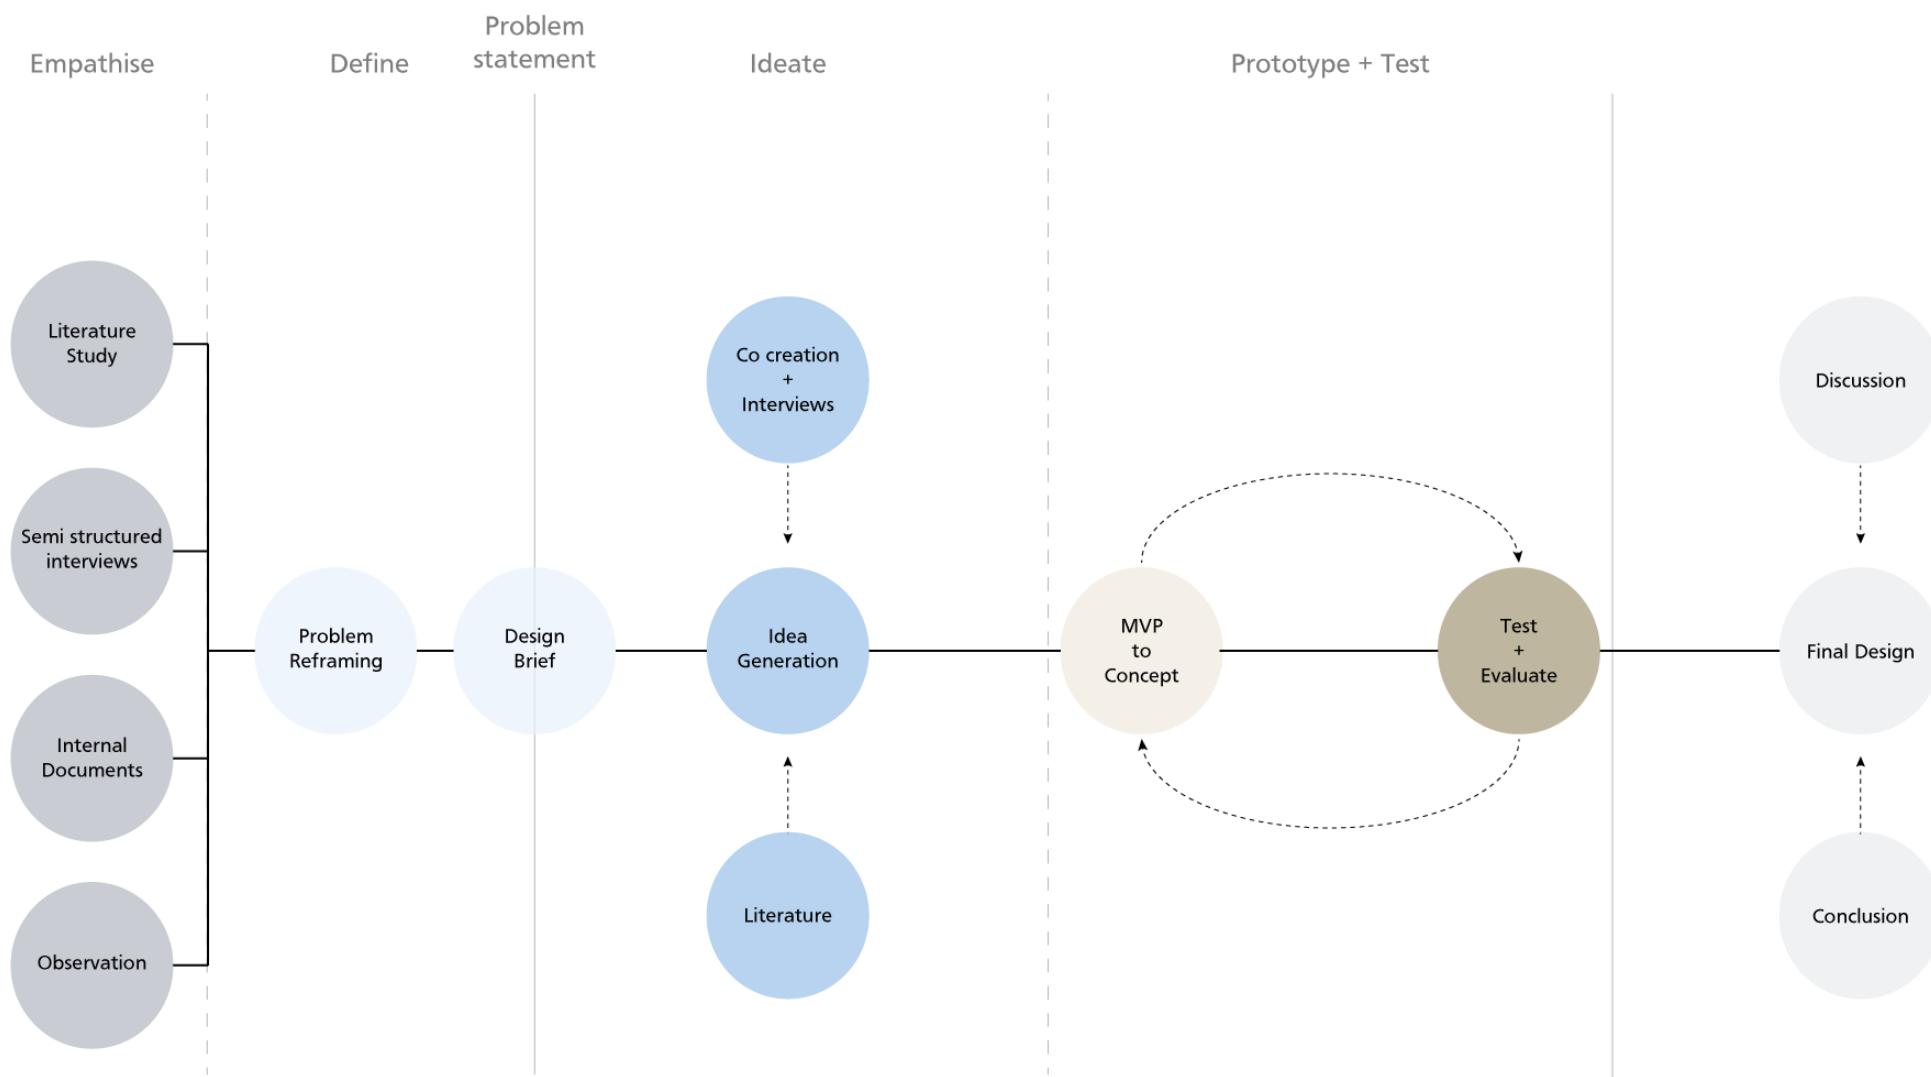 Problem
statement
Empathise
Define
Ideate
Prototype + Test
Literature
Study
Semi structured
interviews
Internal
Documents
Observation
Problem
Reframing
Design
Brief
Co creation
+
Interviews
Idea
Generation
Literature
MVP
to
Concept
Test
+
Evaluate
Discussion
Final Design
Conclusion